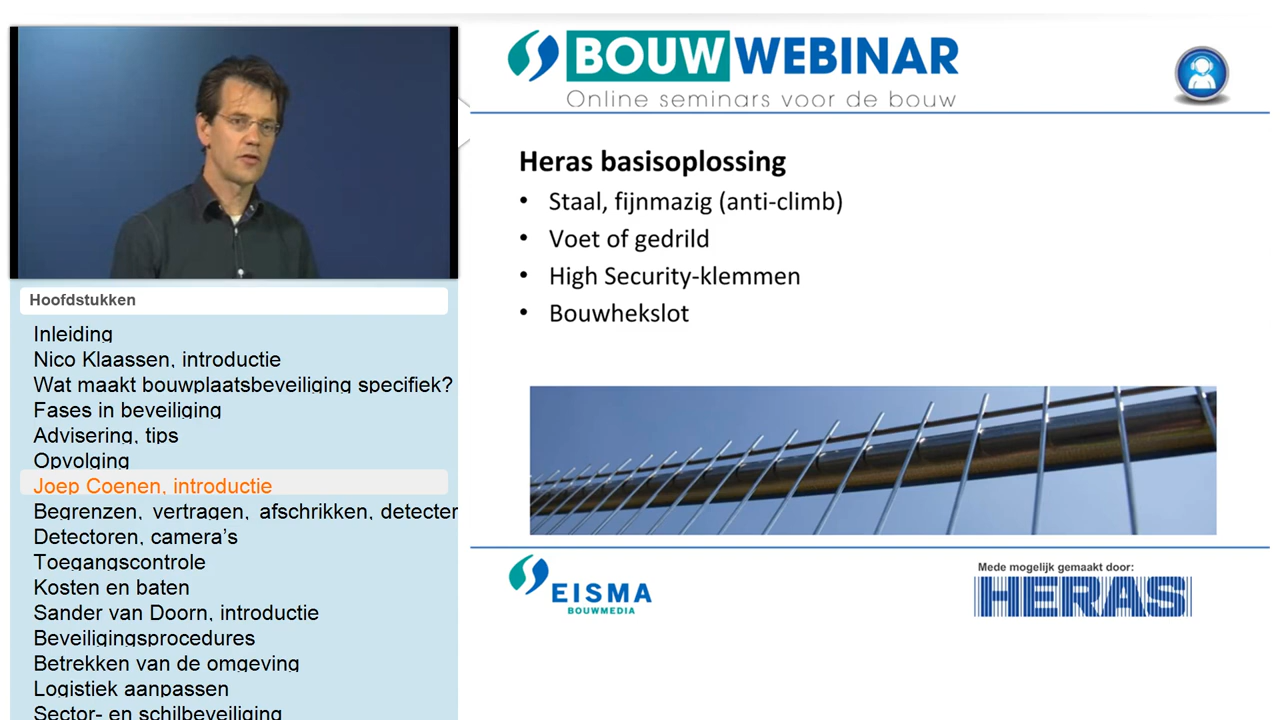 BOUWWEBINAR
Online seminars voor de bouw
Heras basisoplossing
• Staal, fijnmazig (anti-climb)
• Voet of gedrild
• High Security-klemmen
• Bouwhekslot
Hoofdstukken
Inleiding
Nico Klaassen, introductie
Wat maakt bouwplaatsbeveiliging specifiek?
Fases in beveiliging
Advisering, tips
Opvolging
Joep Coenen, introductie
Begrenzen, vertragen, afschrikken, detecter
Detectoren, camera's
Toegangscontrole
Kosten en baten
Sander van Doorn, introductie
Beveiligingsprocedures
Betrekken van de omgeving
Logistiek aanpassen
Sector- en schilbeveiliging
EISMA
BOUWMEDIA
Mede mogelijk gemaakt door:
HERAS